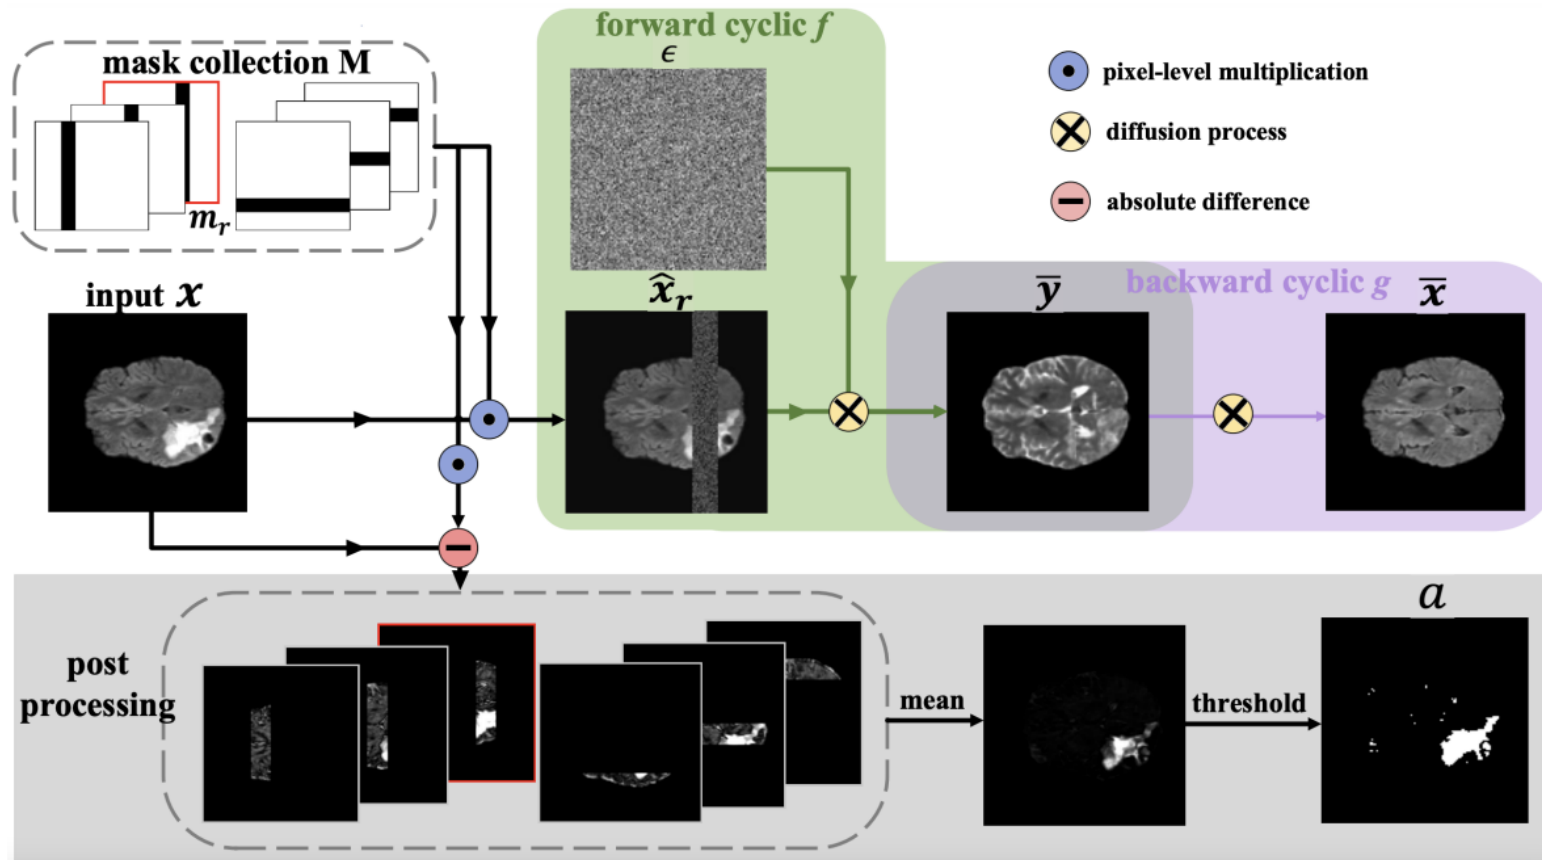 forward cyclic f
mask collection M
ϵ
pixel-level multiplication
diffusion process
absolute difference
m_r
input x
x̂_r
y̅
backward cyclic g
x̅
post
processing
mean
threshold
a